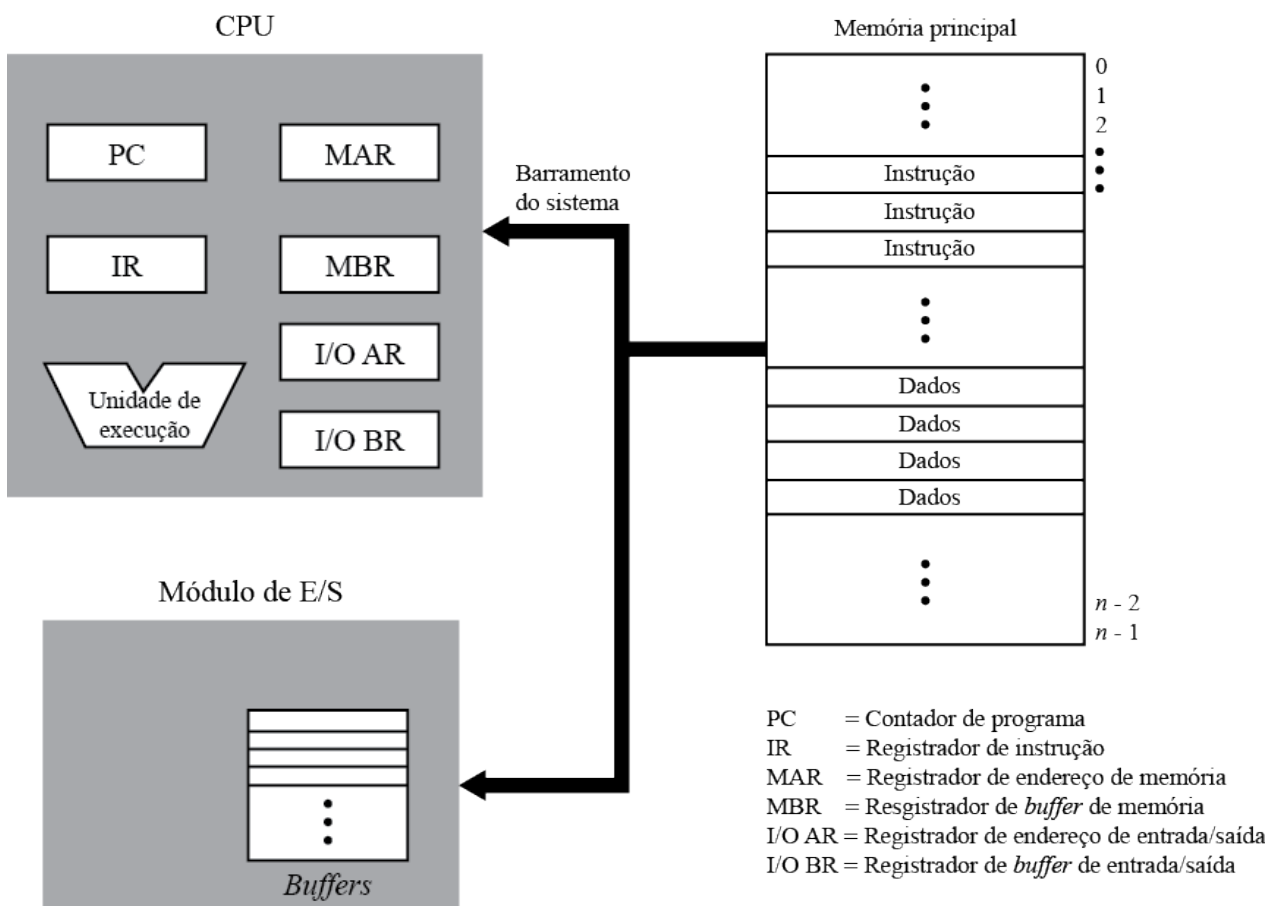 CPU
PC
MAR
IR
MBR
I/O AR
I/O BR
Unidade de
execução
Barramento
do sistema
Memória principal
0
1
2
Instrução
Instrução
Instrução
Dados
Dados
Dados
Dados
n - 2
n - 1
Módulo de E/S
Buffers
PC = Contador de programa
IR = Registrador de instrução
MAR = Registrador de endereço de memória
MBR = Resgistrador de buffer de memória
I/O AR = Registrador de endereço de entrada/saída
I/O BR = Registrador de buffer de entrada/saída